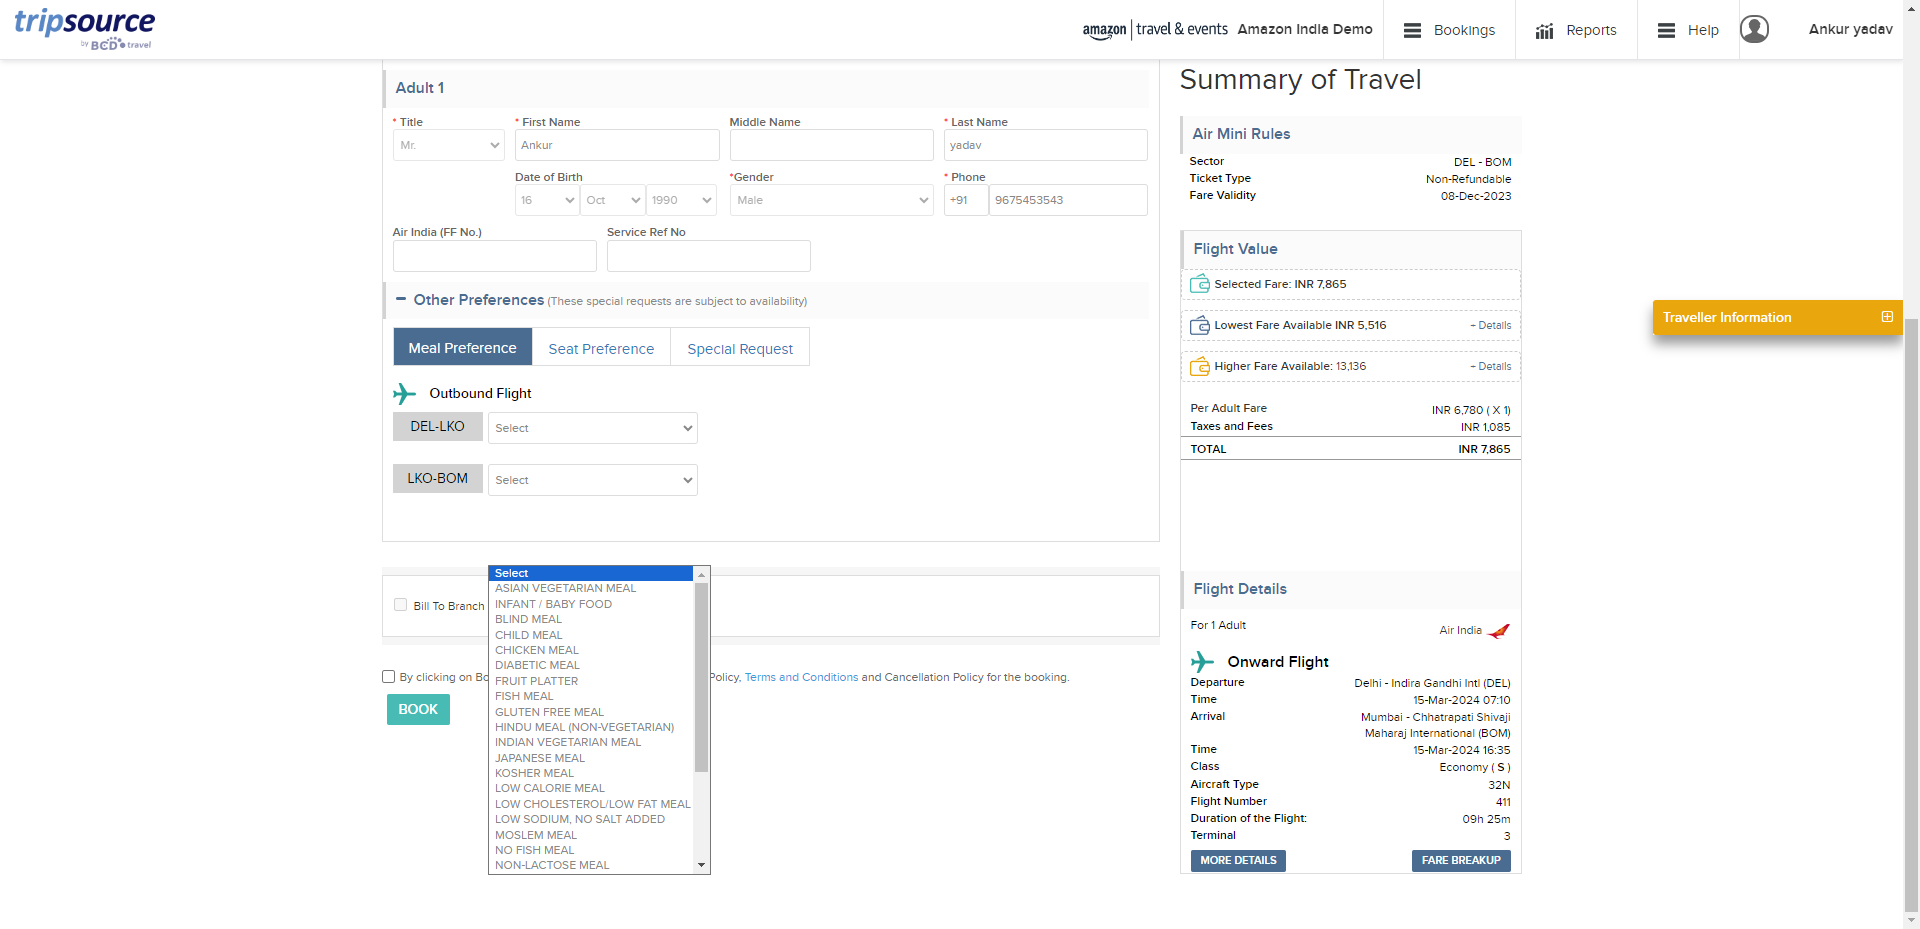 tripsource
by BCD travel
amazon | travel & events Amazon India Demo
Bookings
Reports
Help
Ankur yadav
Adult 1
* Title
* First Name
Middle Name
* Last Name
Mr.
Ankur
yadav
Date of Birth
*Gender
* Phone
16
Oct
1990
Male
+91
9675453543
Air India (FF No.)
Service Ref No
Other Preferences (These special requests are subject to availability)
Meal Preference
Seat Preference
Special Request
Outbound Flight
DEL-LKO
Select
LKO-BOM
Select
Select
ASIAN VEGETARIAN MEAL
INFANT / BABY FOOD
BLIND MEAL
CHILD MEAL
CHICKEN MEAL
DIABETIC MEAL
FRUIT PLATTER
FISH MEAL
GLUTEN FREE MEAL
HINDU MEAL (NON-VEGETARIAN)
INDIAN VEGETARIAN MEAL
JAPANESE MEAL
KOSHER MEAL
LOW CALORIE MEAL
LOW CHOLESTEROL/LOW FAT MEAL
LOW SODIUM, NO SALT ADDED
MOSLEM MEAL
NO FISH MEAL
NON-LACTOSE MEAL
Bill To Branch
By clicking on Bo
Policy, Terms and Conditions and Cancellation Policy for the booking.
BOOK
Summary of Travel
Air Mini Rules
Sector DEL - BOM
Ticket Type Non-Refundable
Fare Validity 08-Dec-2023
Flight Value
Selected Fare: INR 7,865
Lowest Fare Available INR 5,516 + Details
Higher Fare Available: 13,136 + Details
Per Adult Fare INR 6,780 ( X 1)
Taxes and Fees INR 1,085
TOTAL INR 7,865
Flight Details
For 1 Adult Air India
Onward Flight
Departure Delhi - Indira Gandhi Intl (DEL)
Time 15-Mar-2024 07:10
Arrival Mumbai - Chhatrapati Shivaji
Maharaj International (BOM)
Time 15-Mar-2024 16:35
Class Economy ( S )
Aircraft Type 32N
Flight Number 411
Duration of the Flight: 09h 25m
Terminal 3
MORE DETAILS
FARE BREAKUP
Traveller Information